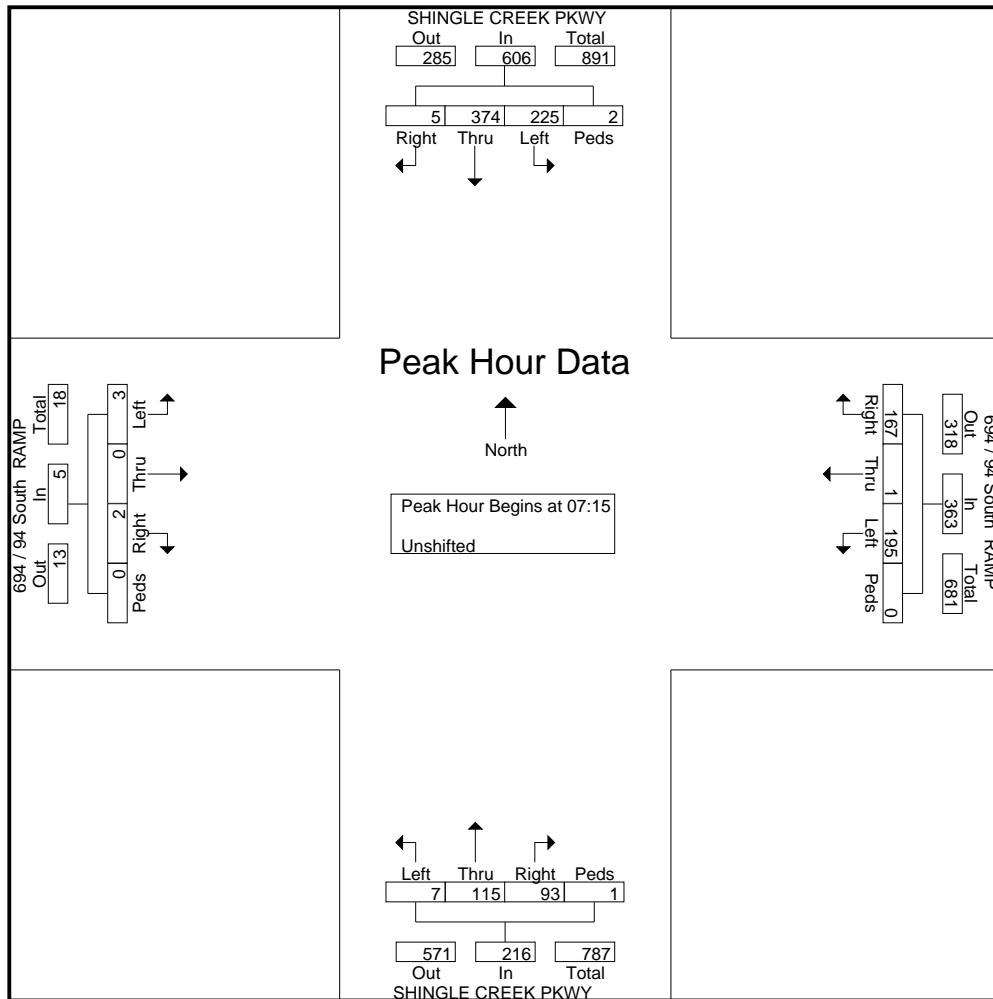 SHINGLE CREEK PKWY
Out In Total
285 606 891
5 374 225 2
Right Thru Left Peds
Peak Hour Data
North
Peak Hour Begins at 07:15
Unshifted
694 / 94 South RAMP
Total In Out
18 5 13
3 0 2 0
Left Thru Right Peds
694 / 94 South RAMP
Out In Total
318 363 681
167 1 195 0
Right Thru Left Peds
Left Thru Right Peds
7 115 93 1
571 216 787
Out In Total
SHINGLE CREEK PKWY